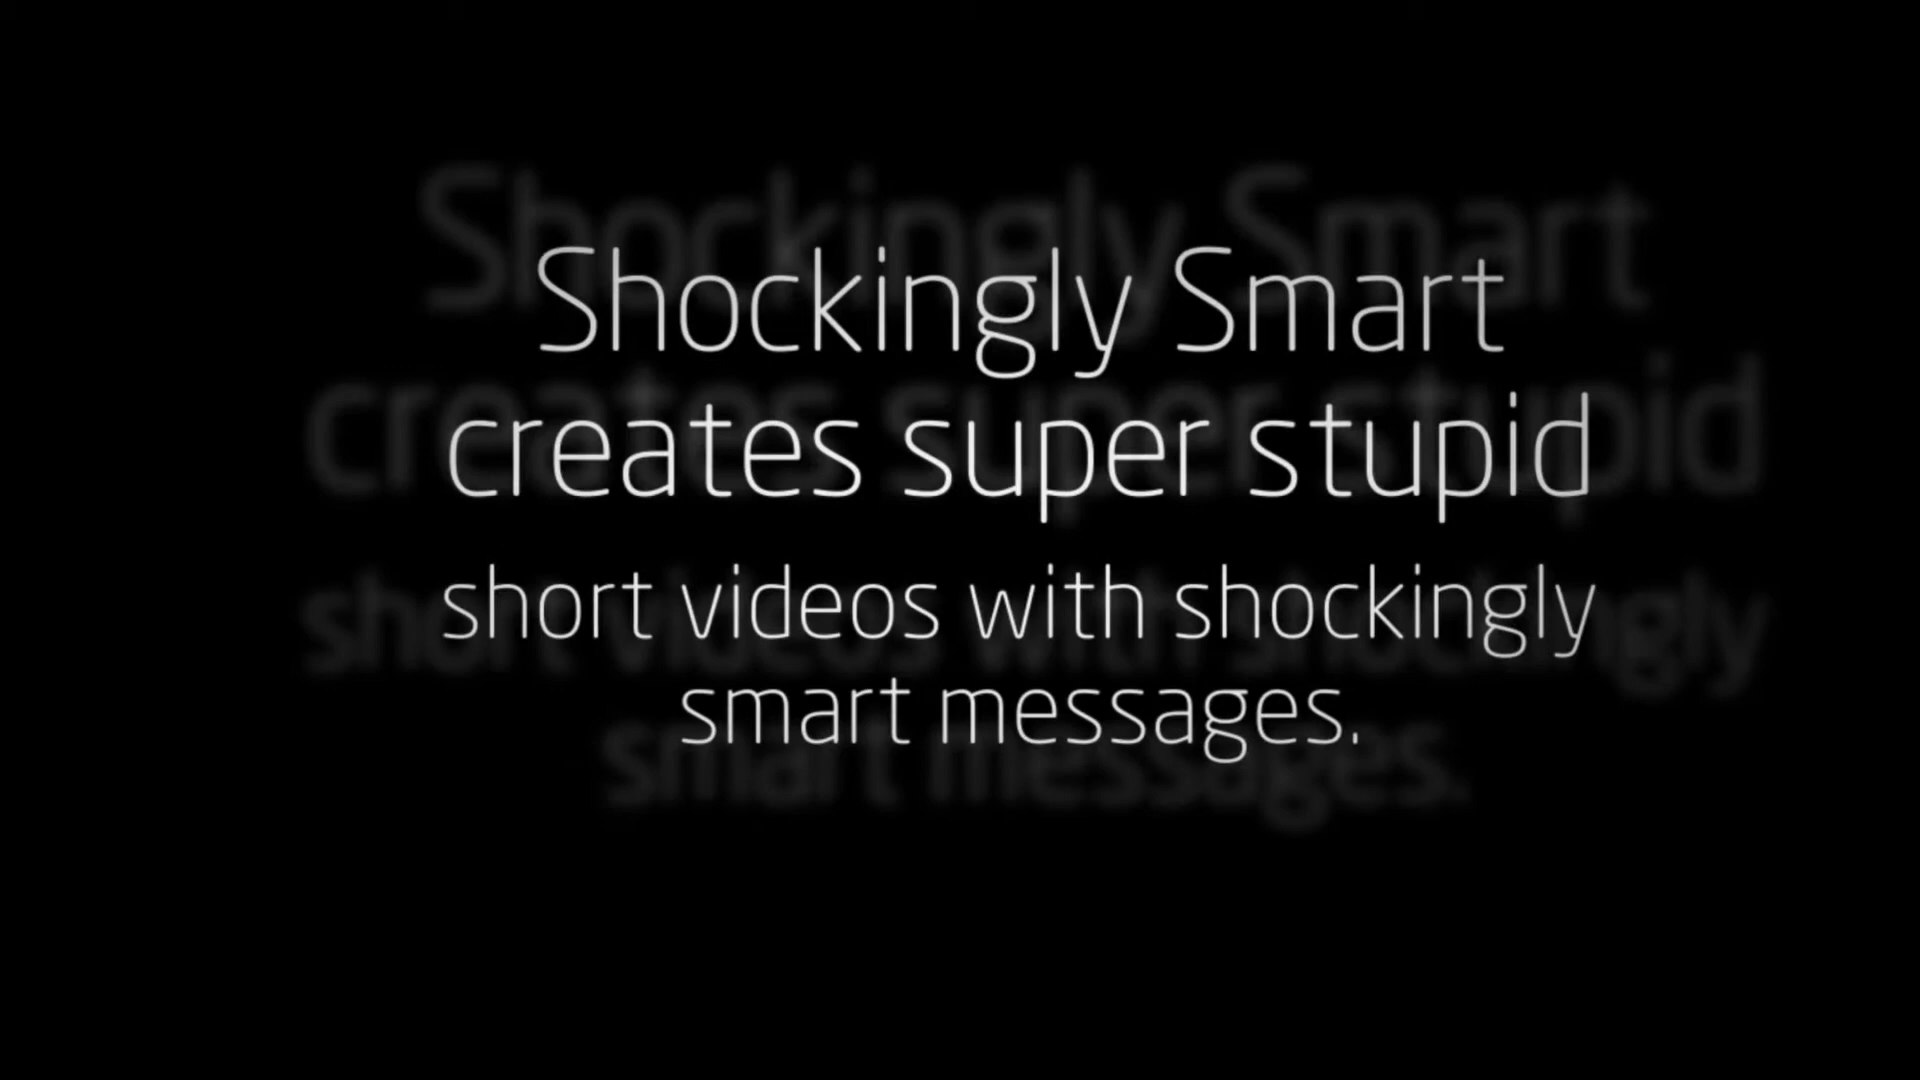 Shockingly Smart
creates super stupid
short videos with shockingly
smart messages.